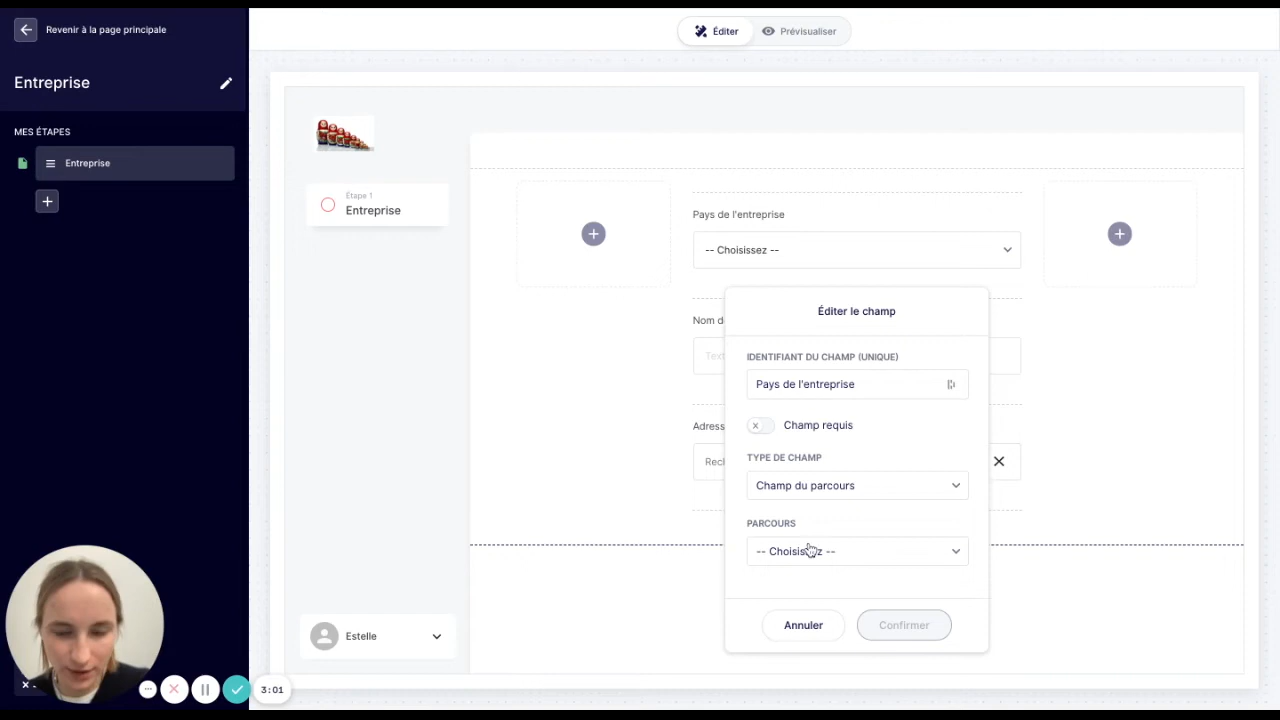 Revenir à la page principale
Éditer
Prévisualiser
Entreprise
MES ÉTAPES
Entreprise
Étape 1
Entreprise
Pays de l'entreprise
-- Choisissez --
Éditer le champ
Nom d
Text
IDENTIFIANT DU CHAMP (UNIQUE)
Pays de l'entreprise
Champ requis
Adress
Rech
TYPE DE CHAMP
Champ du parcours
PARCOURS
-- Choisissez --
Annuler
Confirmer
Estelle
3:01